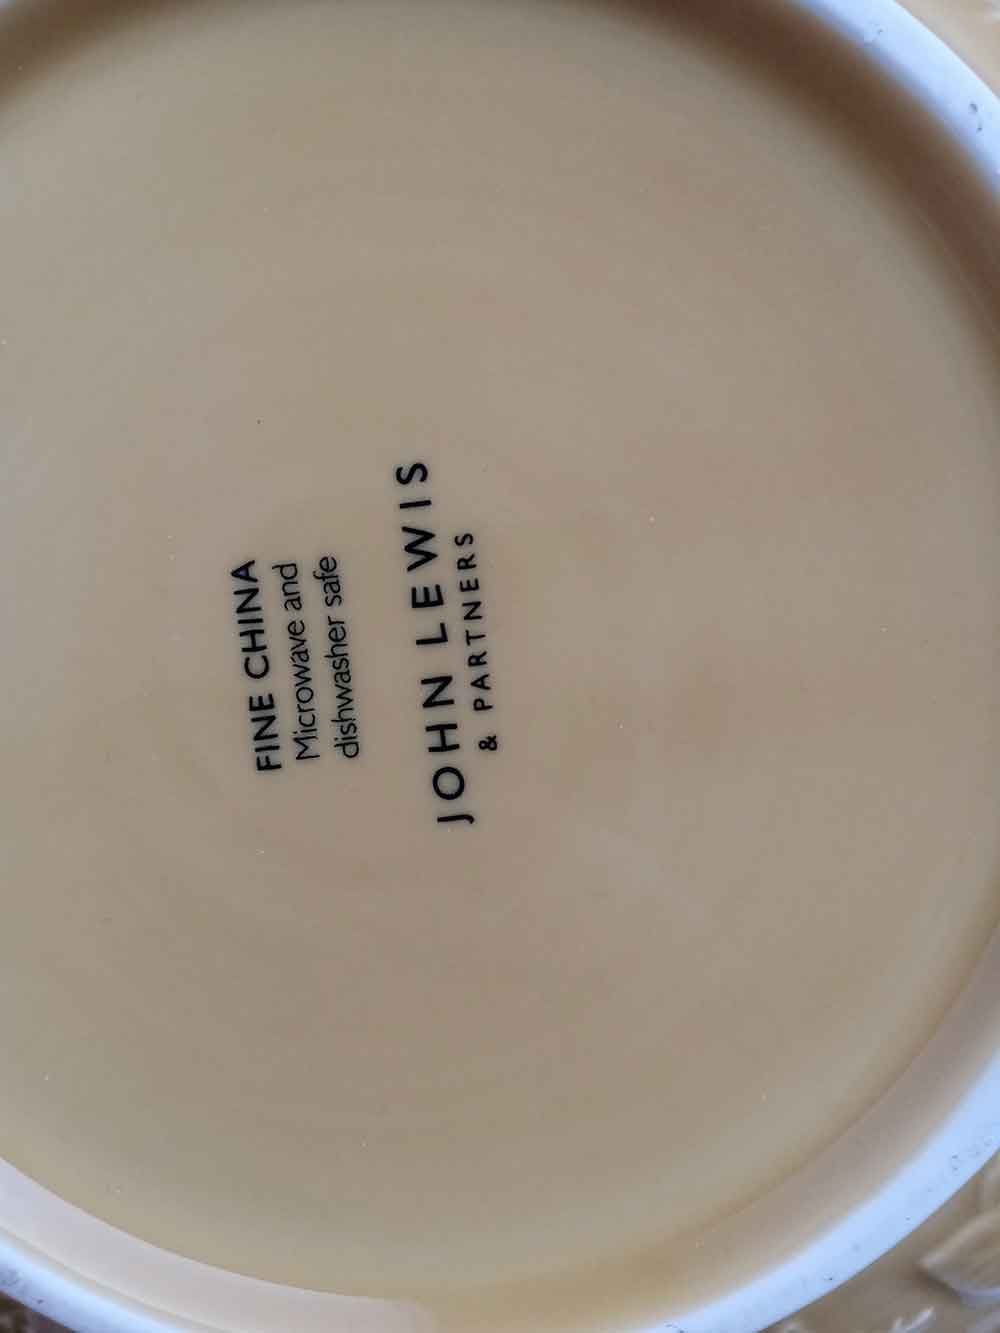 FINE CHINA
Microwave and
dishwasher safe
JOHN LEWIS
& PARTNERS